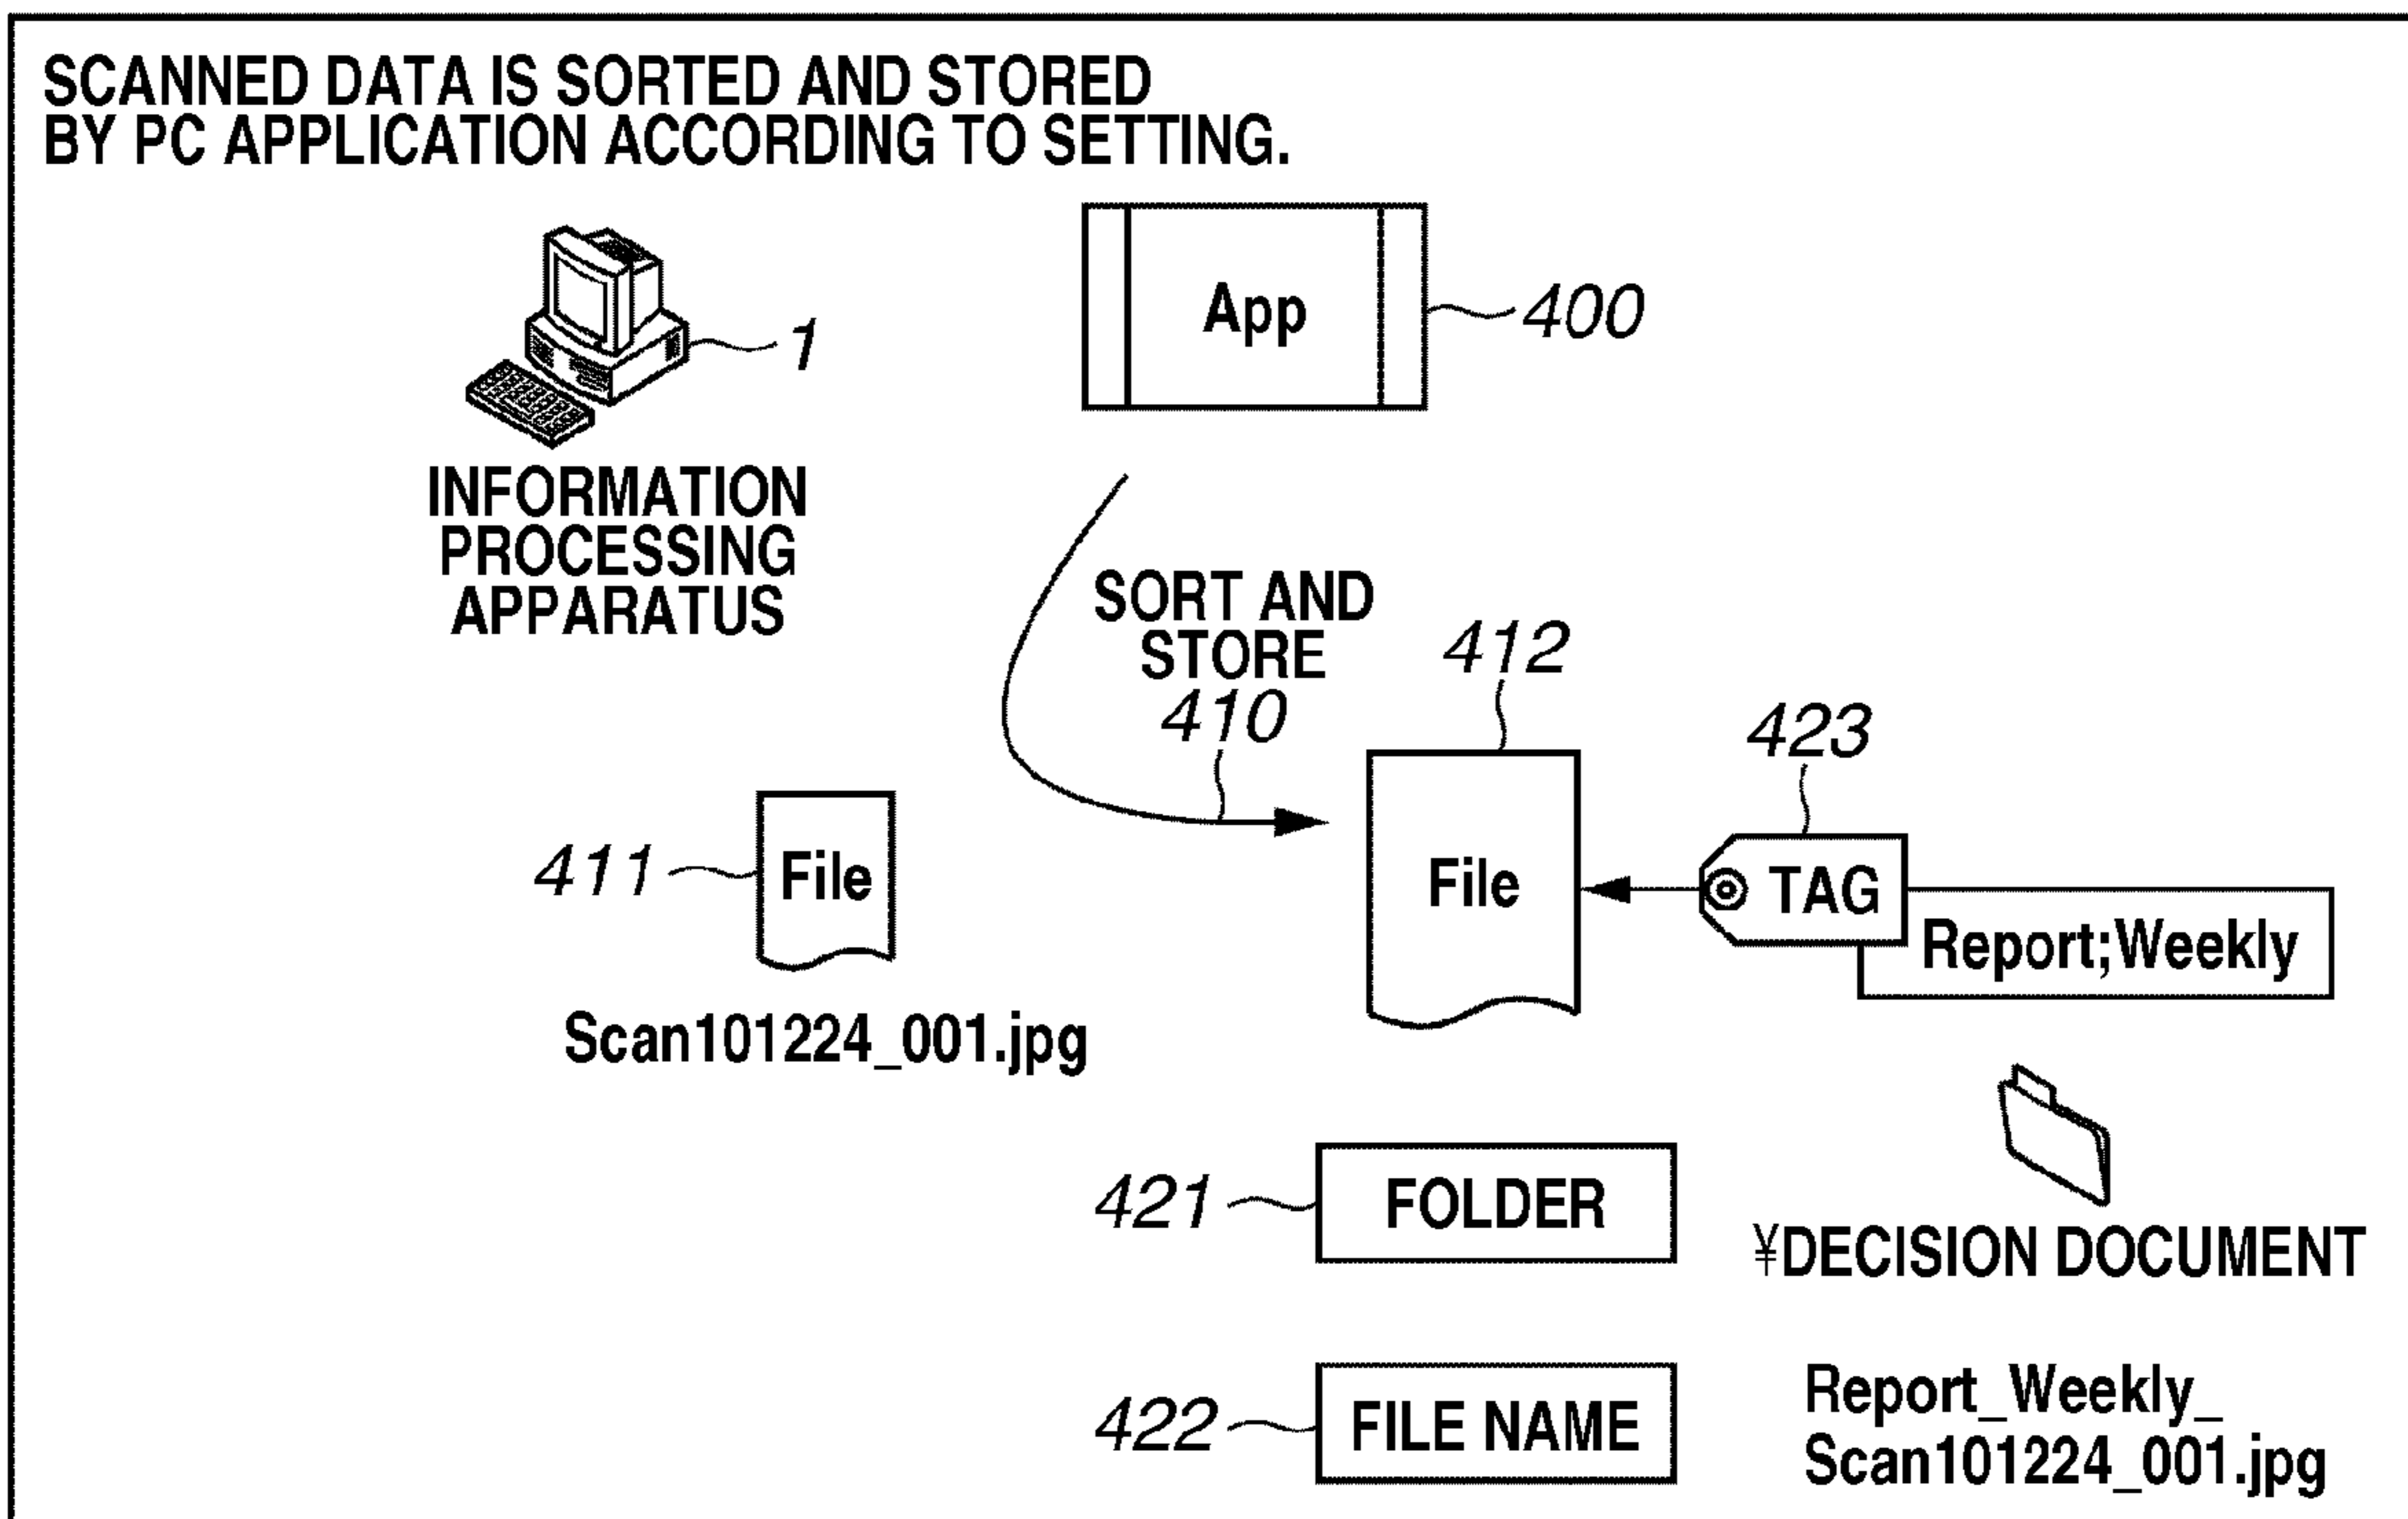 SCANNED DATA IS SORTED AND STORED
BY PC APPLICATION ACCORDING TO SETTING.
App
400
1
INFORMATION
PROCESSING
APPARATUS
SORT AND
STORE
410
412
423
411
File
File
TAG
Report;Weekly
Scan101224_001.jpg
421
FOLDER
¥DECISION DOCUMENT
422
FILE NAME
Report_Weekly_
Scan101224_001.jpg